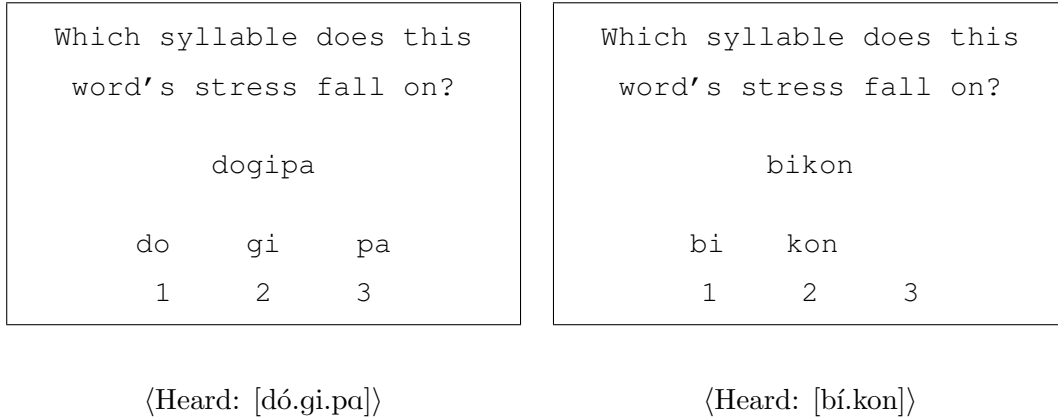 Which syllable does this
word's stress fall on?
dogipa
do gi pa
1 2 3
⟨Heard: [dó.gi.pɑ]⟩
Which syllable does this
word's stress fall on?
bikon
bi kon
1 2 3
⟨Heard: [bí.kon]⟩